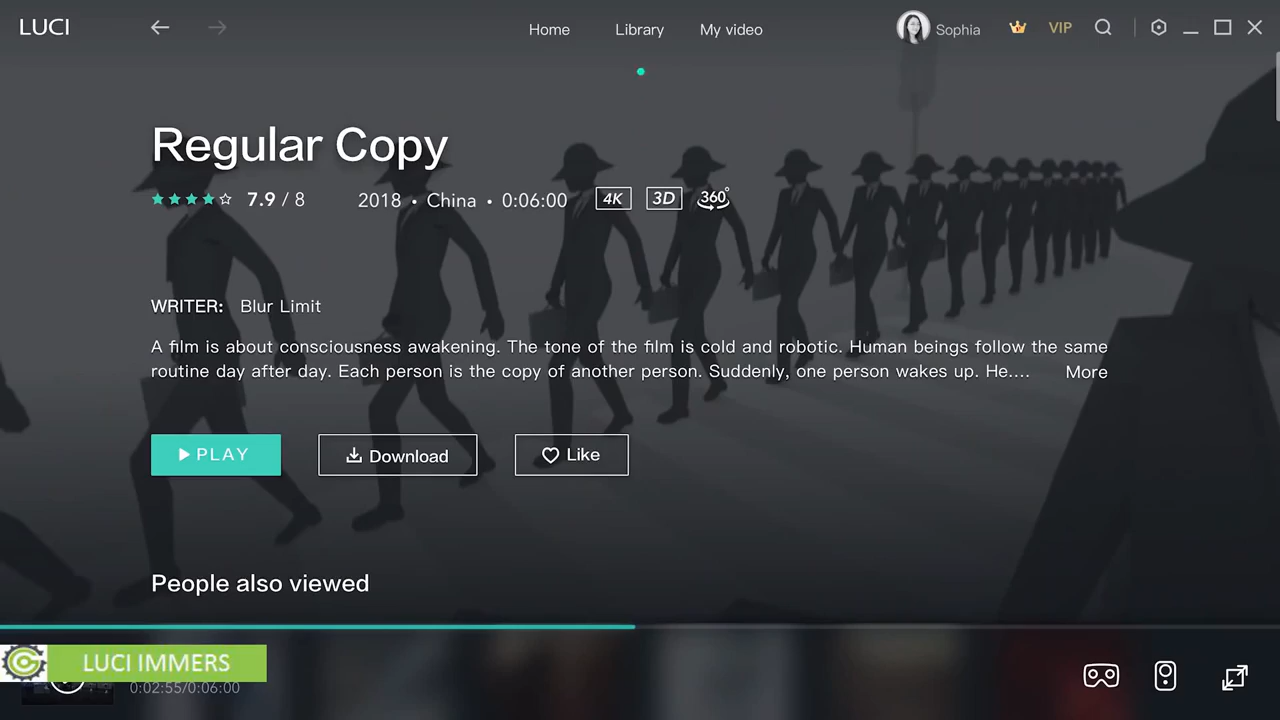 LUCI
Home Library My video
Sophia VIP
Regular Copy
7.9 / 8 2018 • China • 0:06:00 4K 3D 360°
WRITER: Blur Limit
A film is about consciousness awakening. The tone of the film is cold and robotic. Human beings follow the same
routine day after day. Each person is the copy of another person. Suddenly, one person wakes up. He.... More
PLAY Download Like
People also viewed
LUCI IMMERS
0:02:55/0:06:00